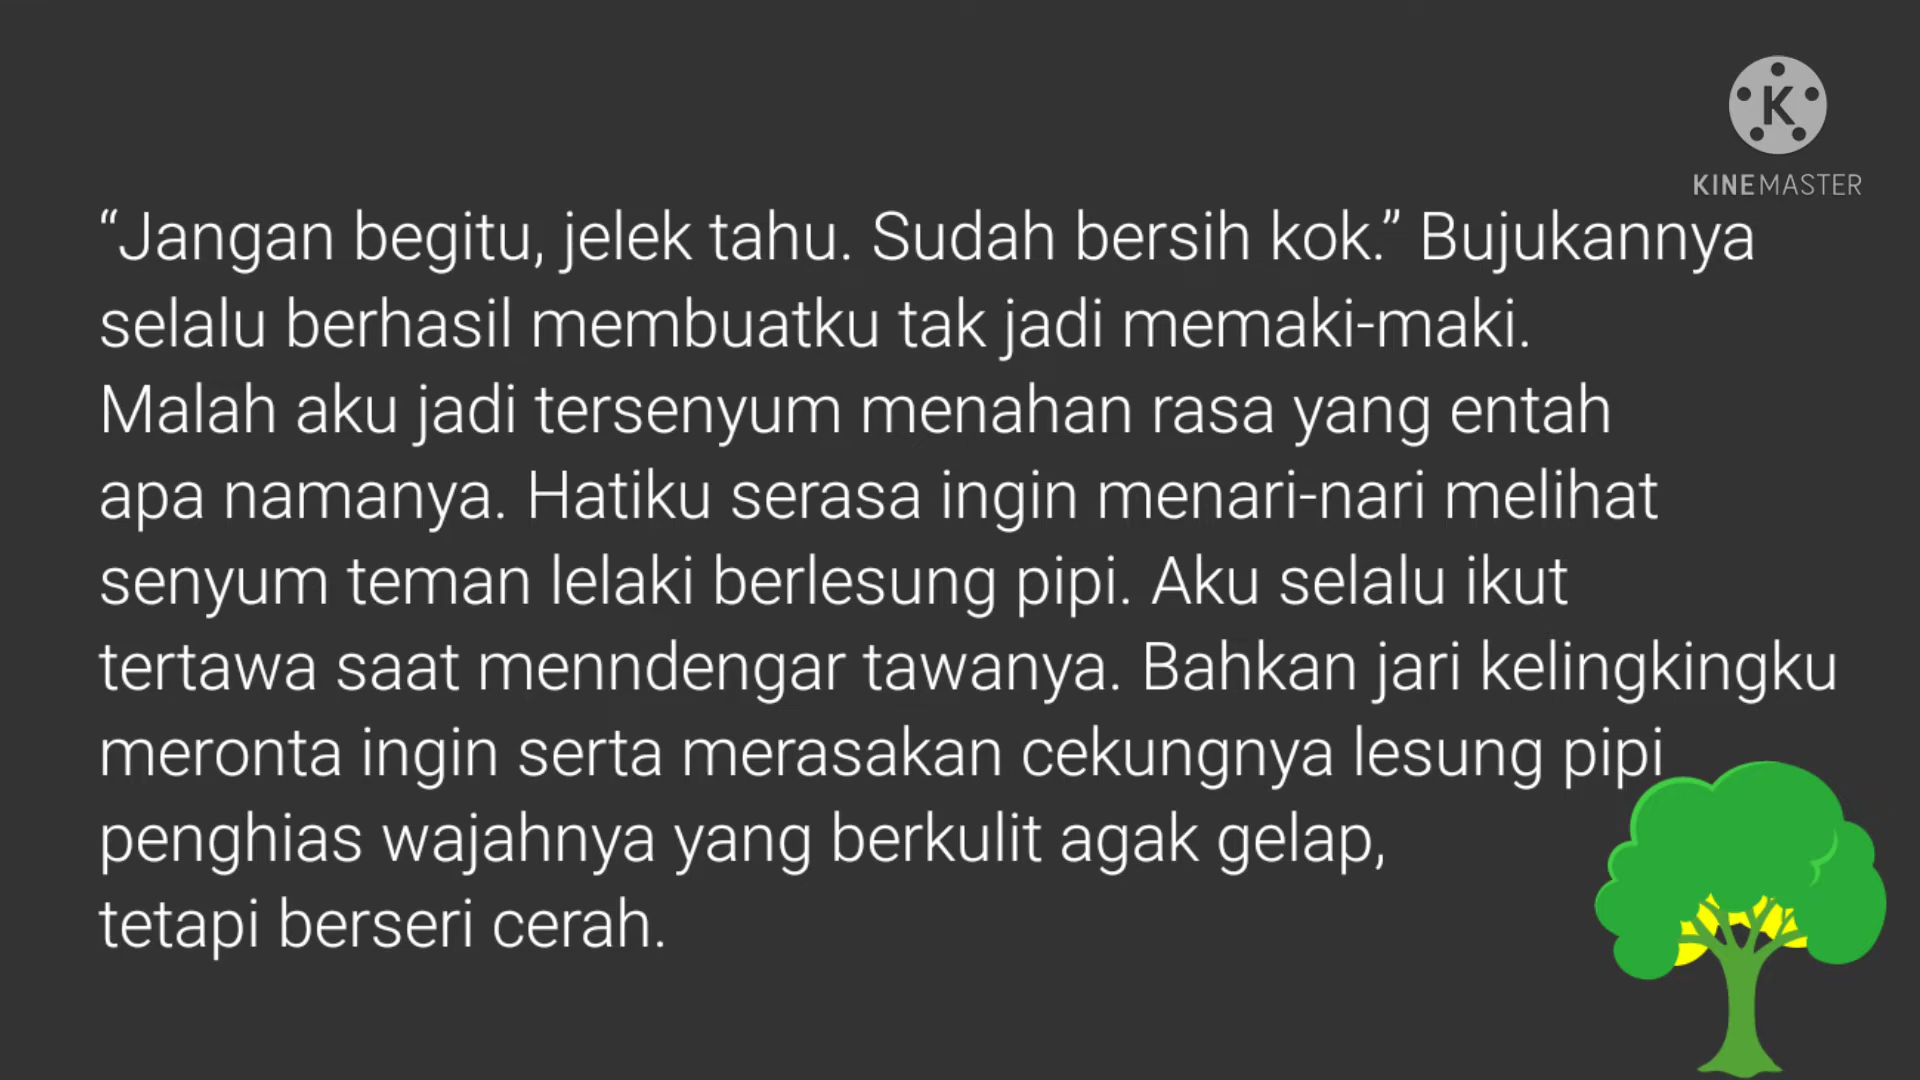 K
KINEMASTER
“Jangan begitu, jelek tahu. Sudah bersih kok.” Bujukannya
selalu berhasil membuatku tak jadi memaki-maki.
Malah aku jadi tersenyum menahan rasa yang entah
apa namanya. Hatiku serasa ingin menari-nari melihat
senyum teman lelaki berlesung pipi. Aku selalu ikut
tertawa saat menndengar tawanya. Bahkan jari kelingkingku
meronta ingin serta merasakan cekungnya lesung pipi
penghias wajahnya yang berkulit agak gelap,
tetapi berseri cerah.